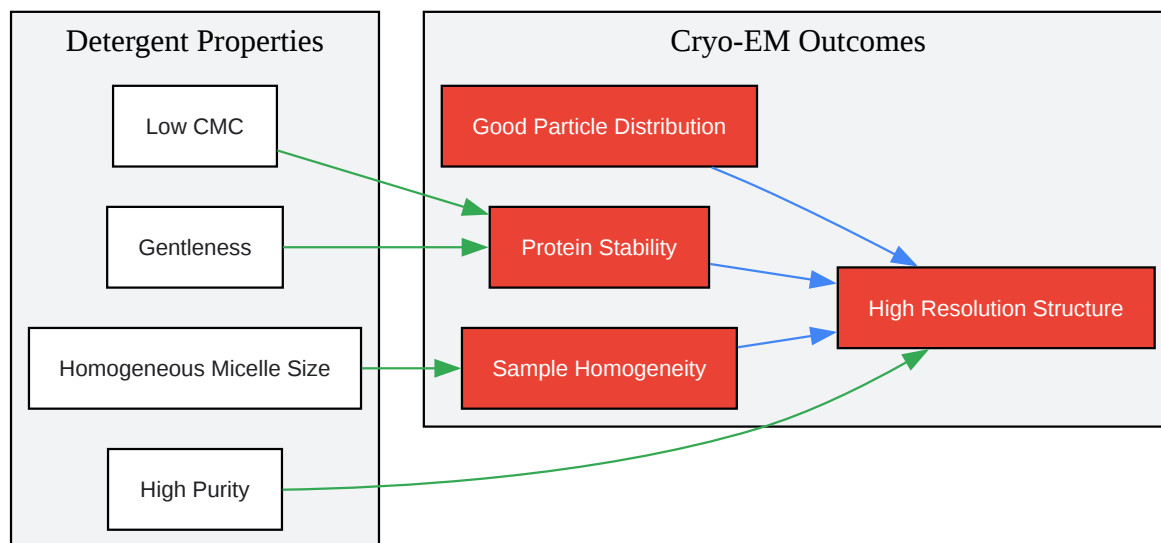 Detergent Properties
Low CMC
Gentleness
Homogeneous Micelle Size
High Purity
Cryo-EM Outcomes
Good Particle Distribution
Protein Stability
Sample Homogeneity
High Resolution Structure